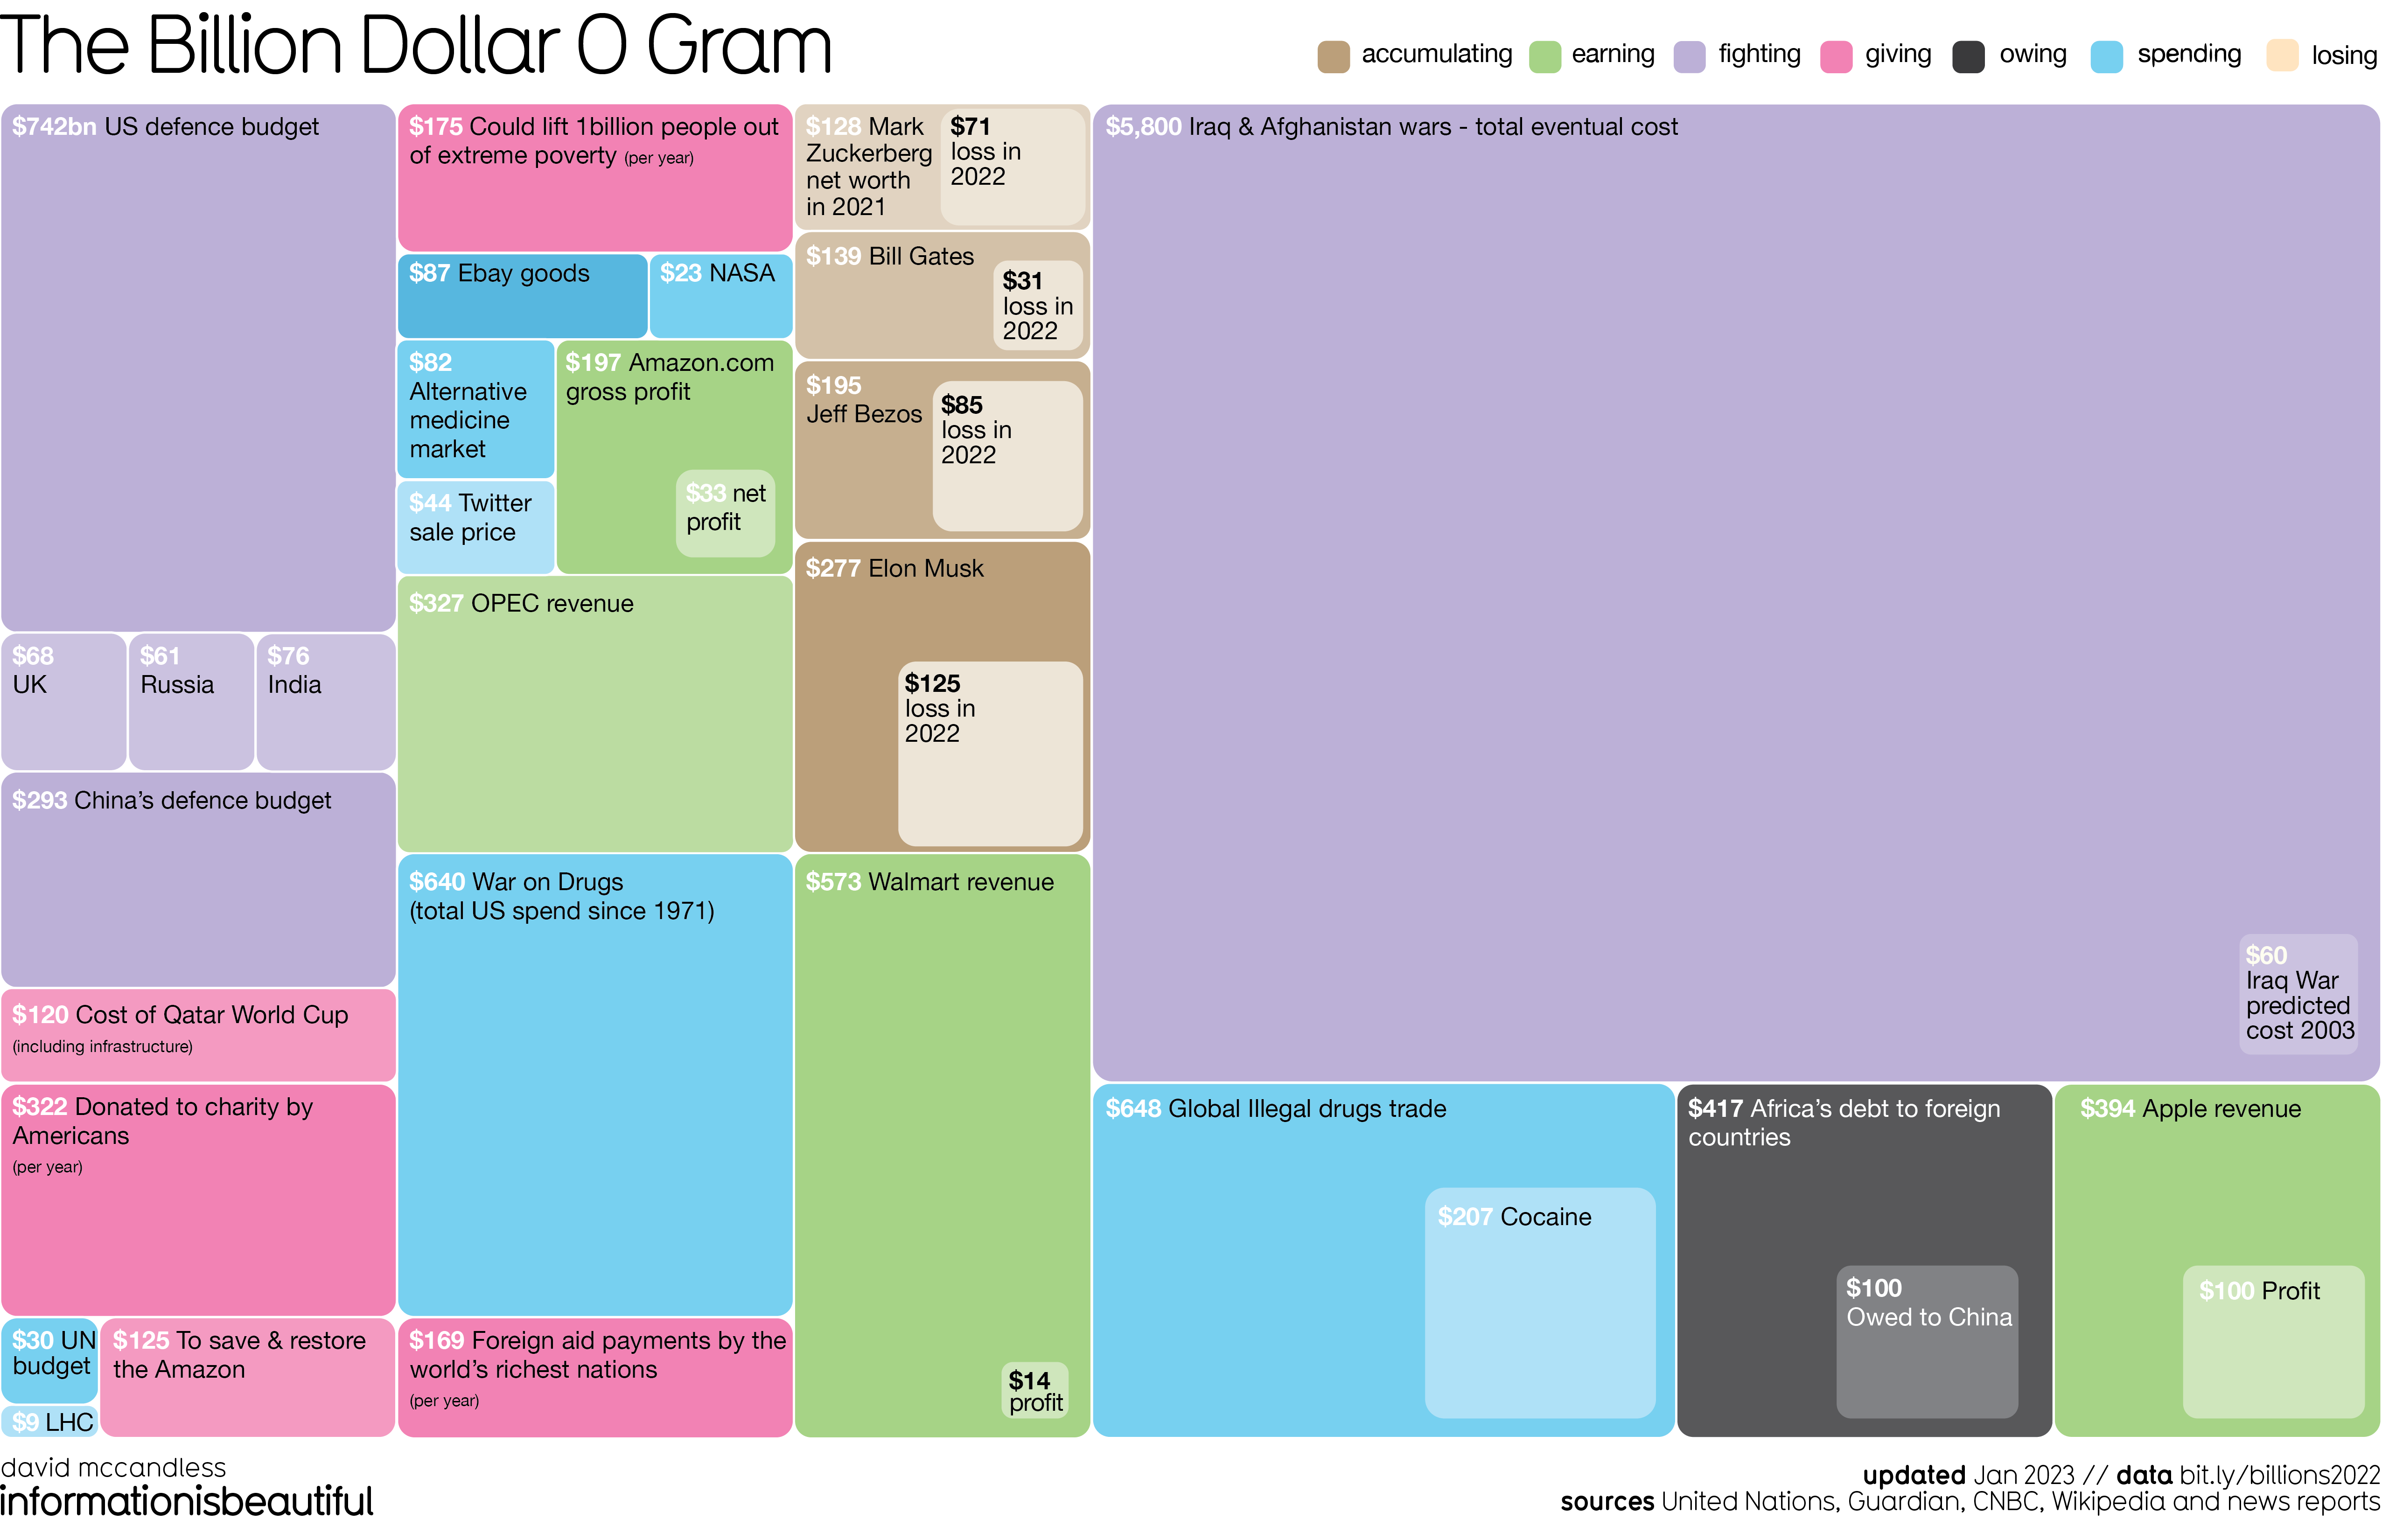 The Billion Dollar O Gram
accumulating
earning
fighting
giving
owing
spending
losing
$742bn US defence budget
$68
UK
$61
Russia
$76
India
$293 China's defence budget
$120 Cost of Qatar World Cup
(including infrastructure)
$322 Donated to charity by
Americans
(per year)
$30 UN
budget
$9 LHC
$125 To save & restore
the Amazon
$175 Could lift 1billion people out
of extreme poverty (per year)
$87 Ebay goods
$23 NASA
$82
Alternative
medicine
market
$44 Twitter
sale price
$197 Amazon.com
gross profit
$33 net
profit
$327 OPEC revenue
$640 War on Drugs
(total US spend since 1971)
$169 Foreign aid payments by the
world's richest nations
(per year)
$128 Mark
Zuckerberg
net worth
in 2021
$71
loss in
2022
$139 Bill Gates
$31
loss in
2022
$195
Jeff Bezos
$85
loss in
2022
$277 Elon Musk
$125
loss in
2022
$573 Walmart revenue
$14
profit
$5,800 Iraq & Afghanistan wars - total eventual cost
$60
Iraq War
predicted
cost 2003
$648 Global Illegal drugs trade
$207 Cocaine
$417 Africa's debt to foreign
countries
$100
Owed to China
$394 Apple revenue
$100 Profit
david mccandless
informationisbeautiful
updated Jan 2023 // data bit.ly/billions2022
sources United Nations, Guardian, CNBC, Wikipedia and news reports